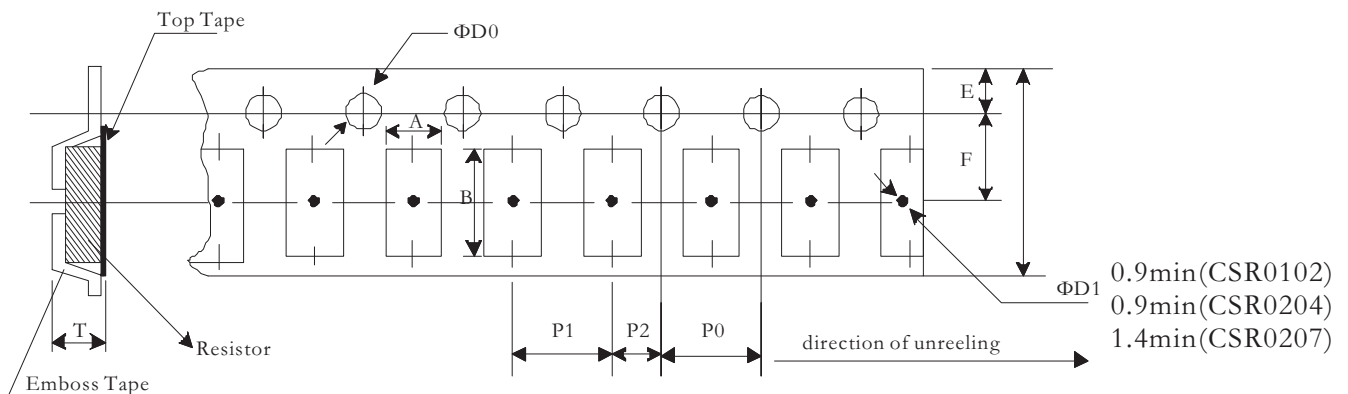 Top Tape
ΦD0
E
A
F
B
ΦD1
0.9min(CSR0102)
0.9min(CSR0204)
1.4min(CSR0207)
T
P1
P2
P0
direction of unreeling
Resistor
Emboss Tape